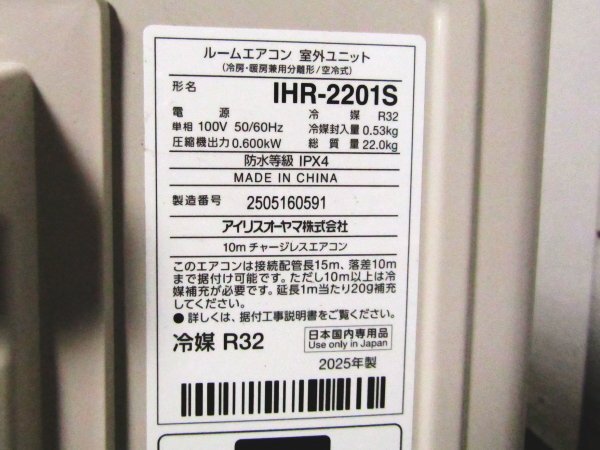 ルームエアコン 室外ユニット
(冷房・暖房兼用分離形/空冷式)
形名 IHR-2201S
電源 冷媒 R32
単相 100V 50/60Hz 冷媒封入量 0.53kg
圧縮機出力 0.600kW 総質量 22.0kg
防水等級 IPX4
MADE IN CHINA
製造番号 2505160591
アイリスオーヤマ株式会社
10mチャージレスエアコン
このエアコンは接続配管長15m、落差10m
まで据付け可能です。ただし10m以上は冷
媒補充が必要です。延長1m当たり20g補充
してください。
●詳しくは、据付工事説明書をご覧ください。
冷媒 R32
日本国内専用品
Use only in Japan
2025年製